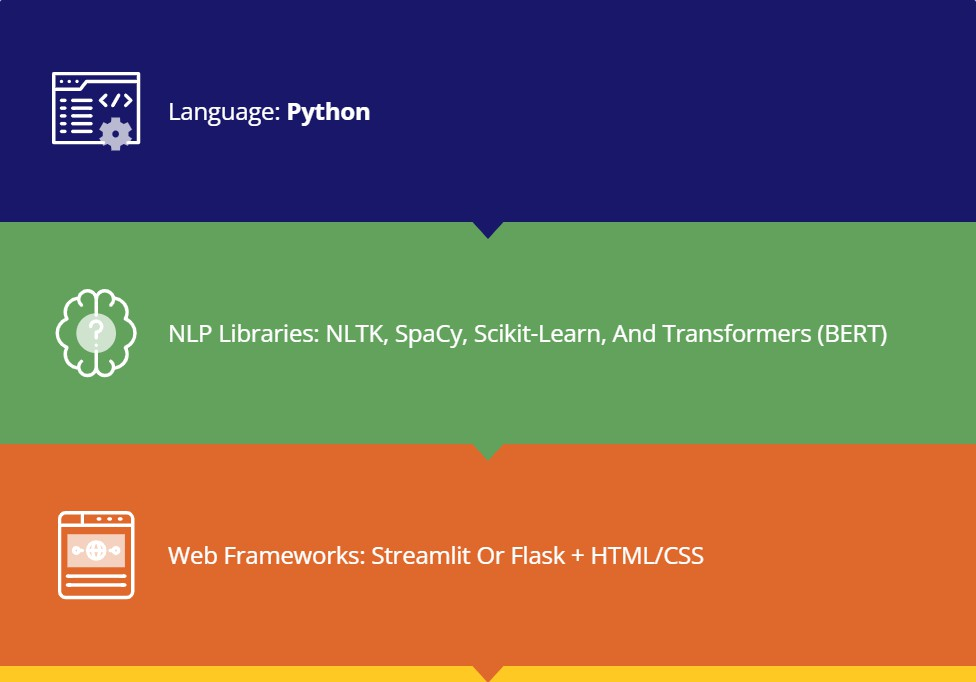 Language: Python
NLP Libraries: NLTK, SpaCy, Scikit-Learn, And Transformers (BERT)
Web Frameworks: Streamlit Or Flask + HTML/CSS